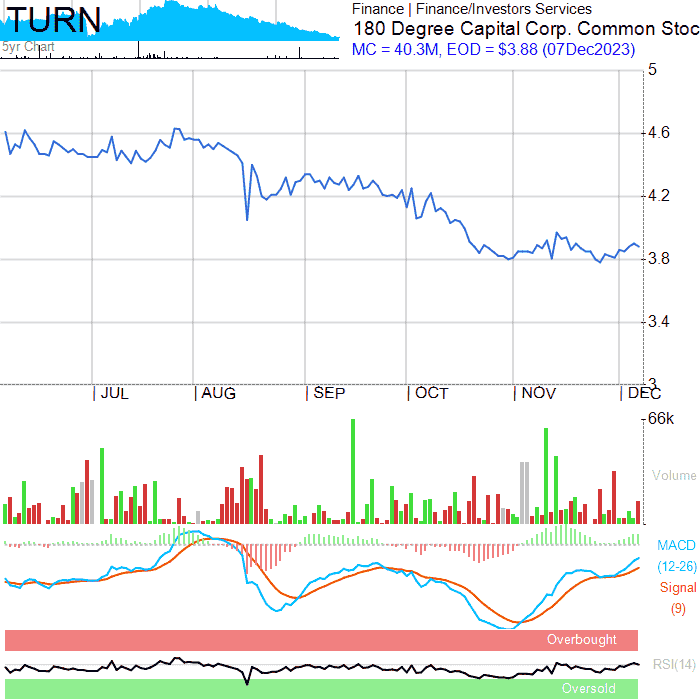 TURN
5yr Chart
Finance | Finance/Investors Services
180 Degree Capital Corp. Common Stoc
MC = 40.3M, EOD = $3.88 (07Dec2023)
5
4.6
4.2
3.8
3.4
3
JUL AUG SEP OCT NOV DEC
66k
Volume
MACD
(12-26)
Signal
(9)
Overbought
RSI(14)
Oversold